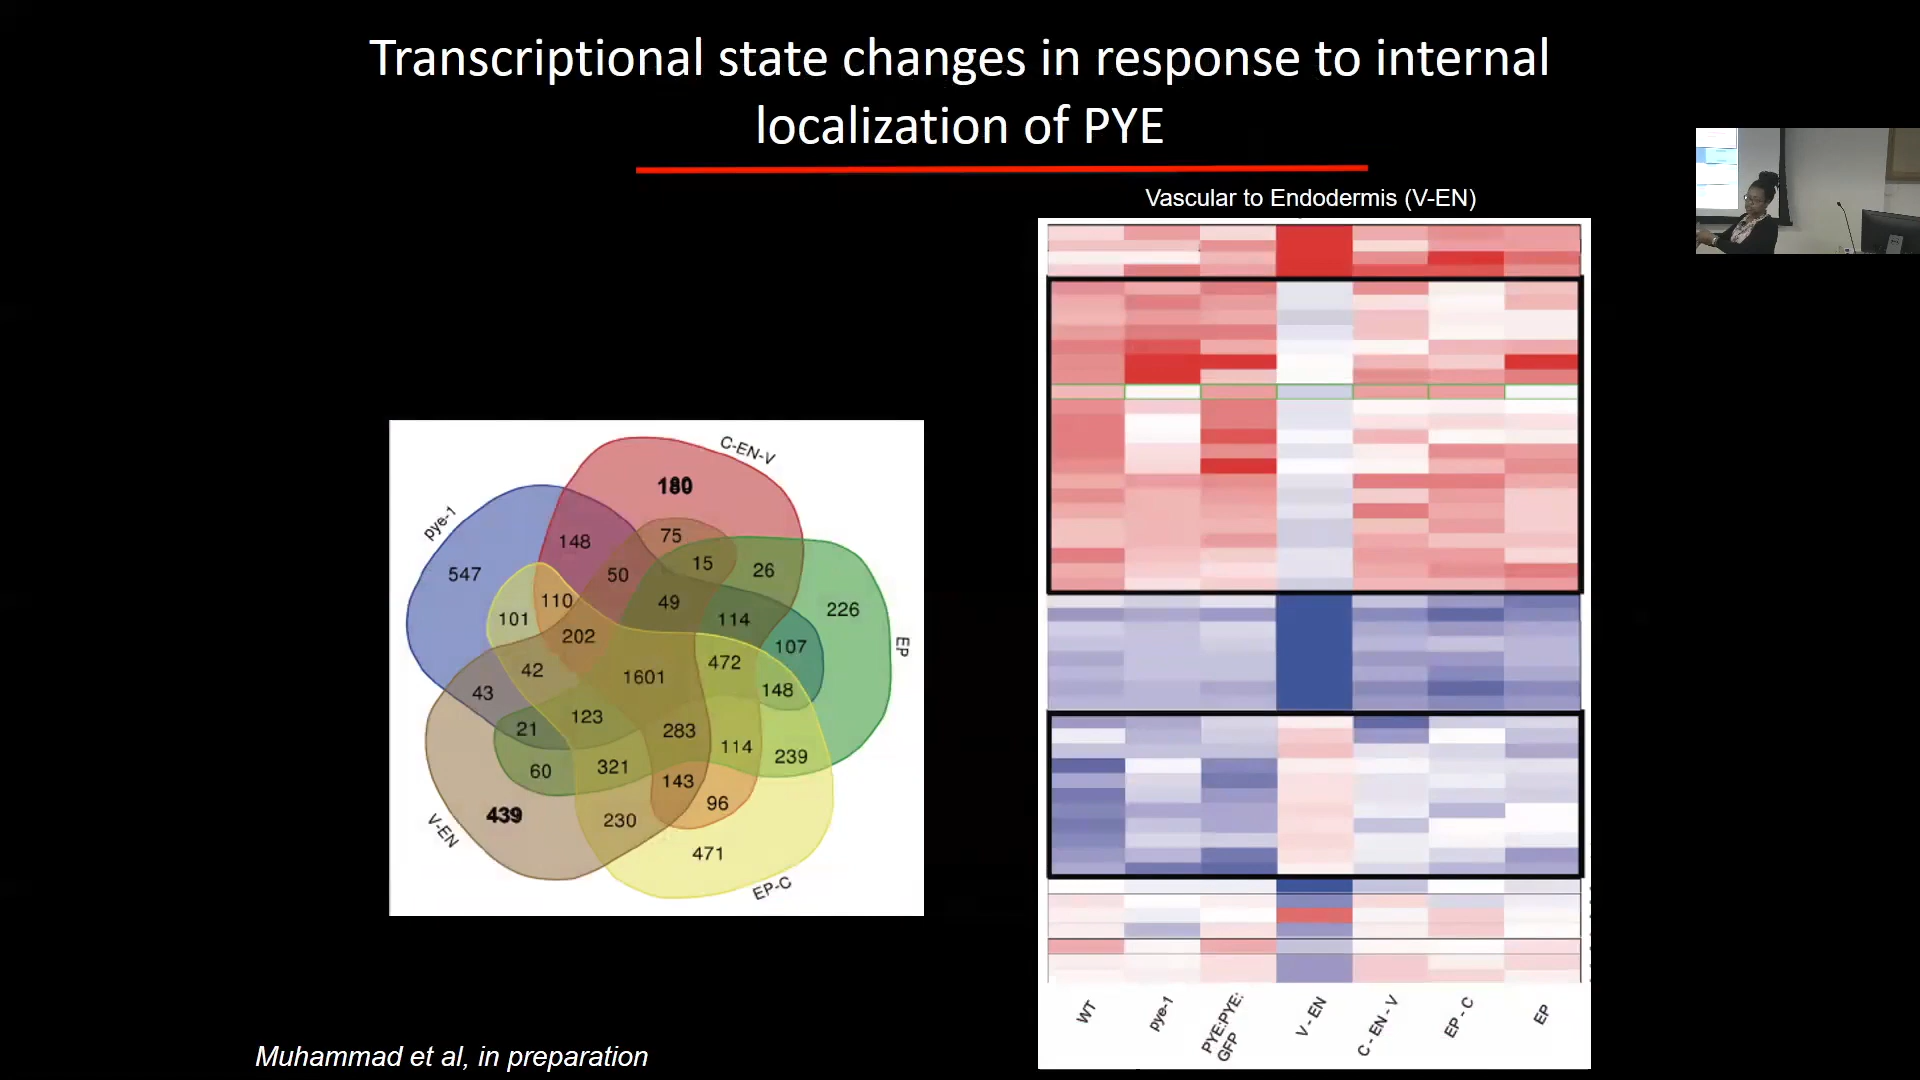 Transcriptional state changes in response to internal
localization of PYE
Vascular to Endodermis (V-EN)
C-EN-V
180
pye-1
148
75
15
26
547
50
110
49
226
101
114
202
107
EP
42
1601
472
148
43
123
21
283
114
239
60
321
143
96
439
230
V-EN
471
EP-C
WT
pye-1
PYE:PYE:
GFP
V - EN
C - EN - V
EP - C
EP
Muhammad et al, in preparation